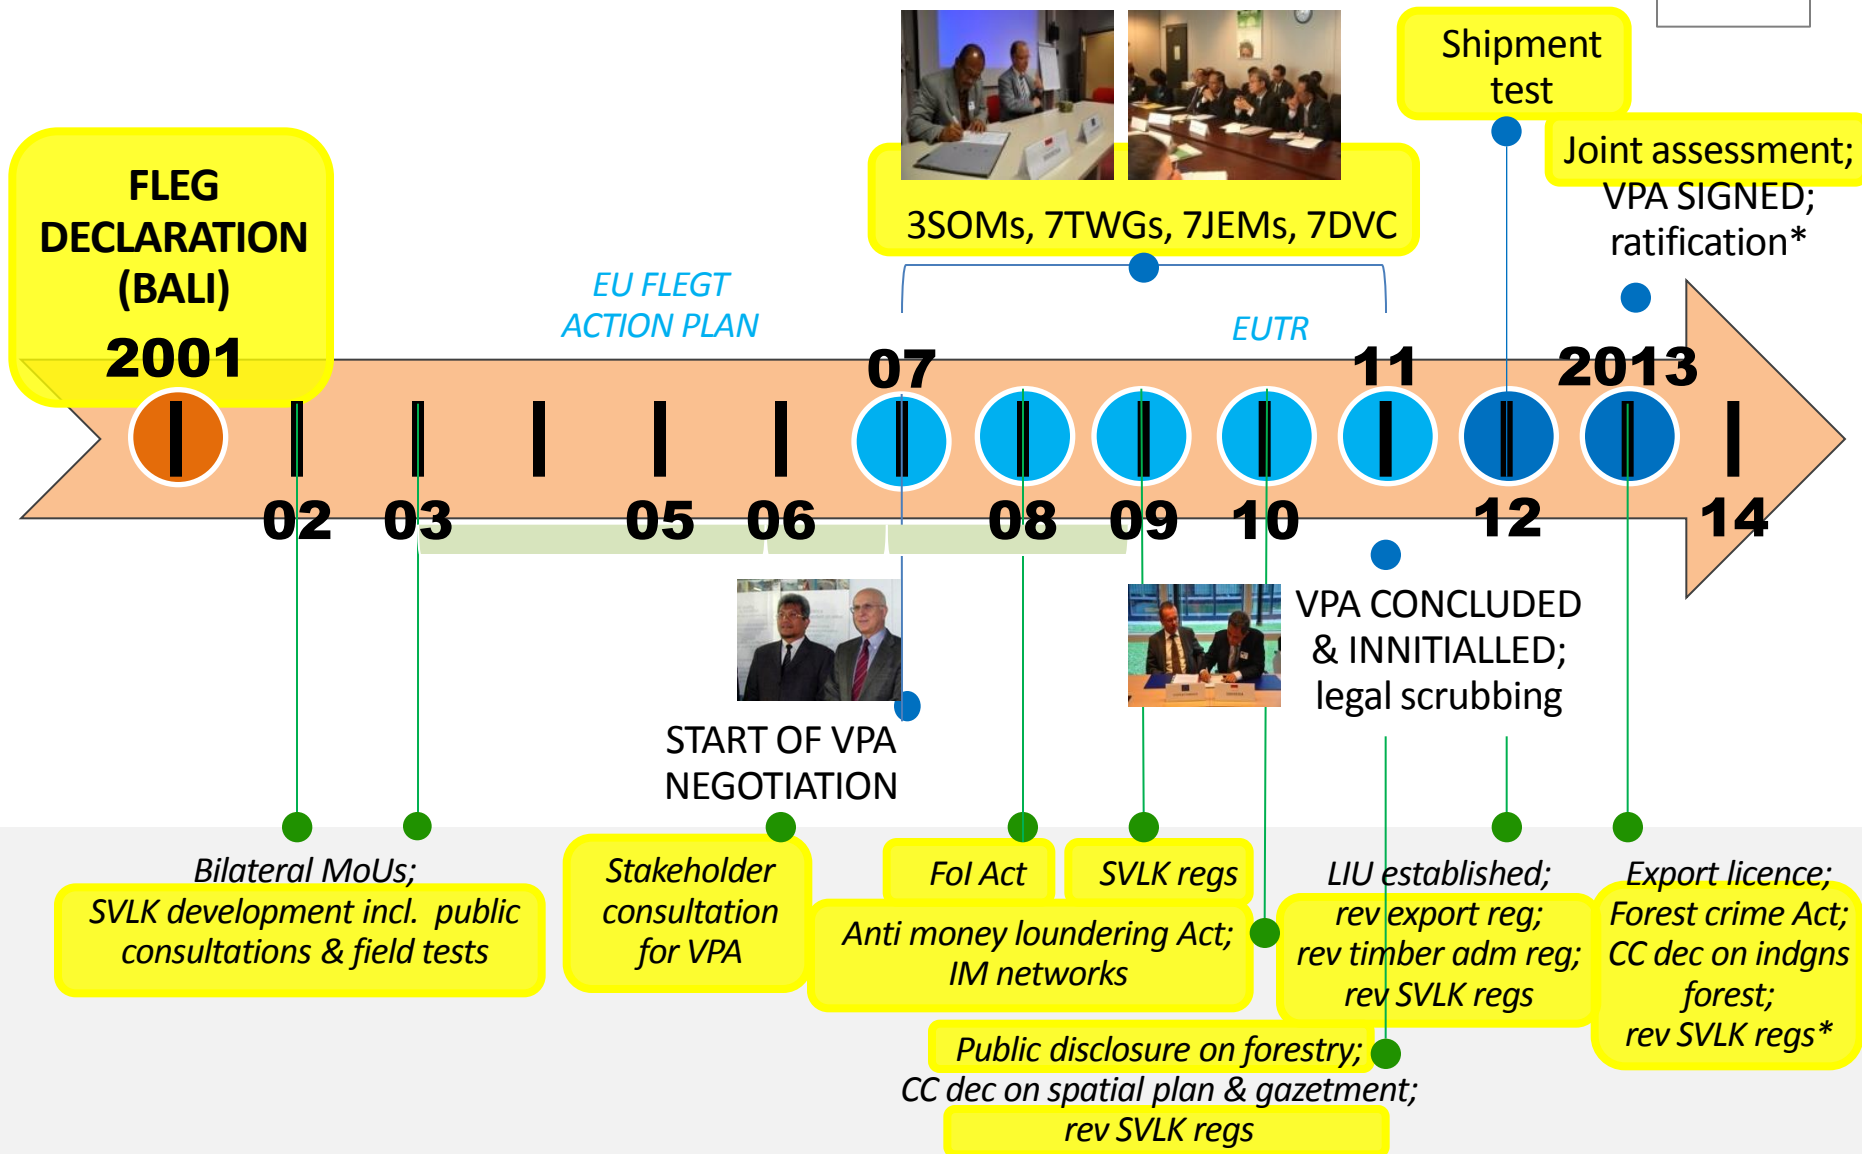 Shipment
test
FLEG
DECLARATION
(BALI)
2001
3SOMs, 7TWGs, 7JEMs, 7DVC
Joint assessment;
VPA SIGNED;
ratification*
EU FLEGT
ACTION PLAN
EUTR
07
11
2013
02
03
05
06
08
09
10
12
14
START OF VPA
NEGOTIATION
VPA CONCLUDED
& INNITIALLED;
legal scrubbing
Bilateral MoUs;
SVLK development incl. public
consultations & field tests
Stakeholder
consultation
for VPA
FoI Act
SVLK regs
Anti money loundering Act;
IM networks
LIU established;
rev export reg;
rev timber adm reg;
rev SVLK regs
Export licence;
Forest crime Act;
CC dec on indgns
forest;
rev SVLK regs*
Public disclosure on forestry;
CC dec on spatial plan & gazetment;
rev SVLK regs